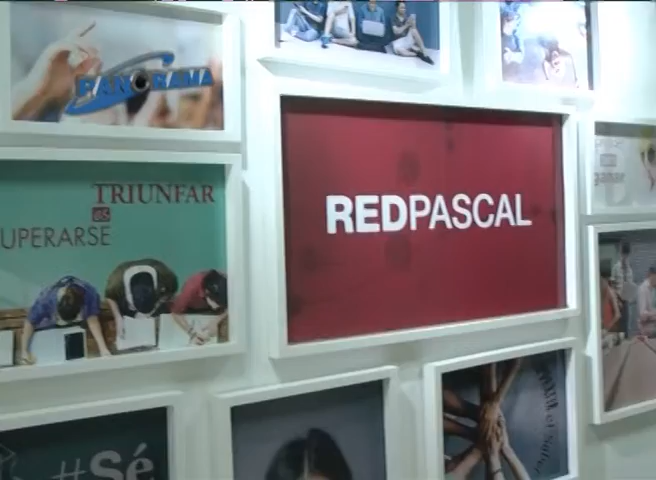 PANORAMA
TRIUNFAR
es
UPERARSE
REDPASCAL
#Sé